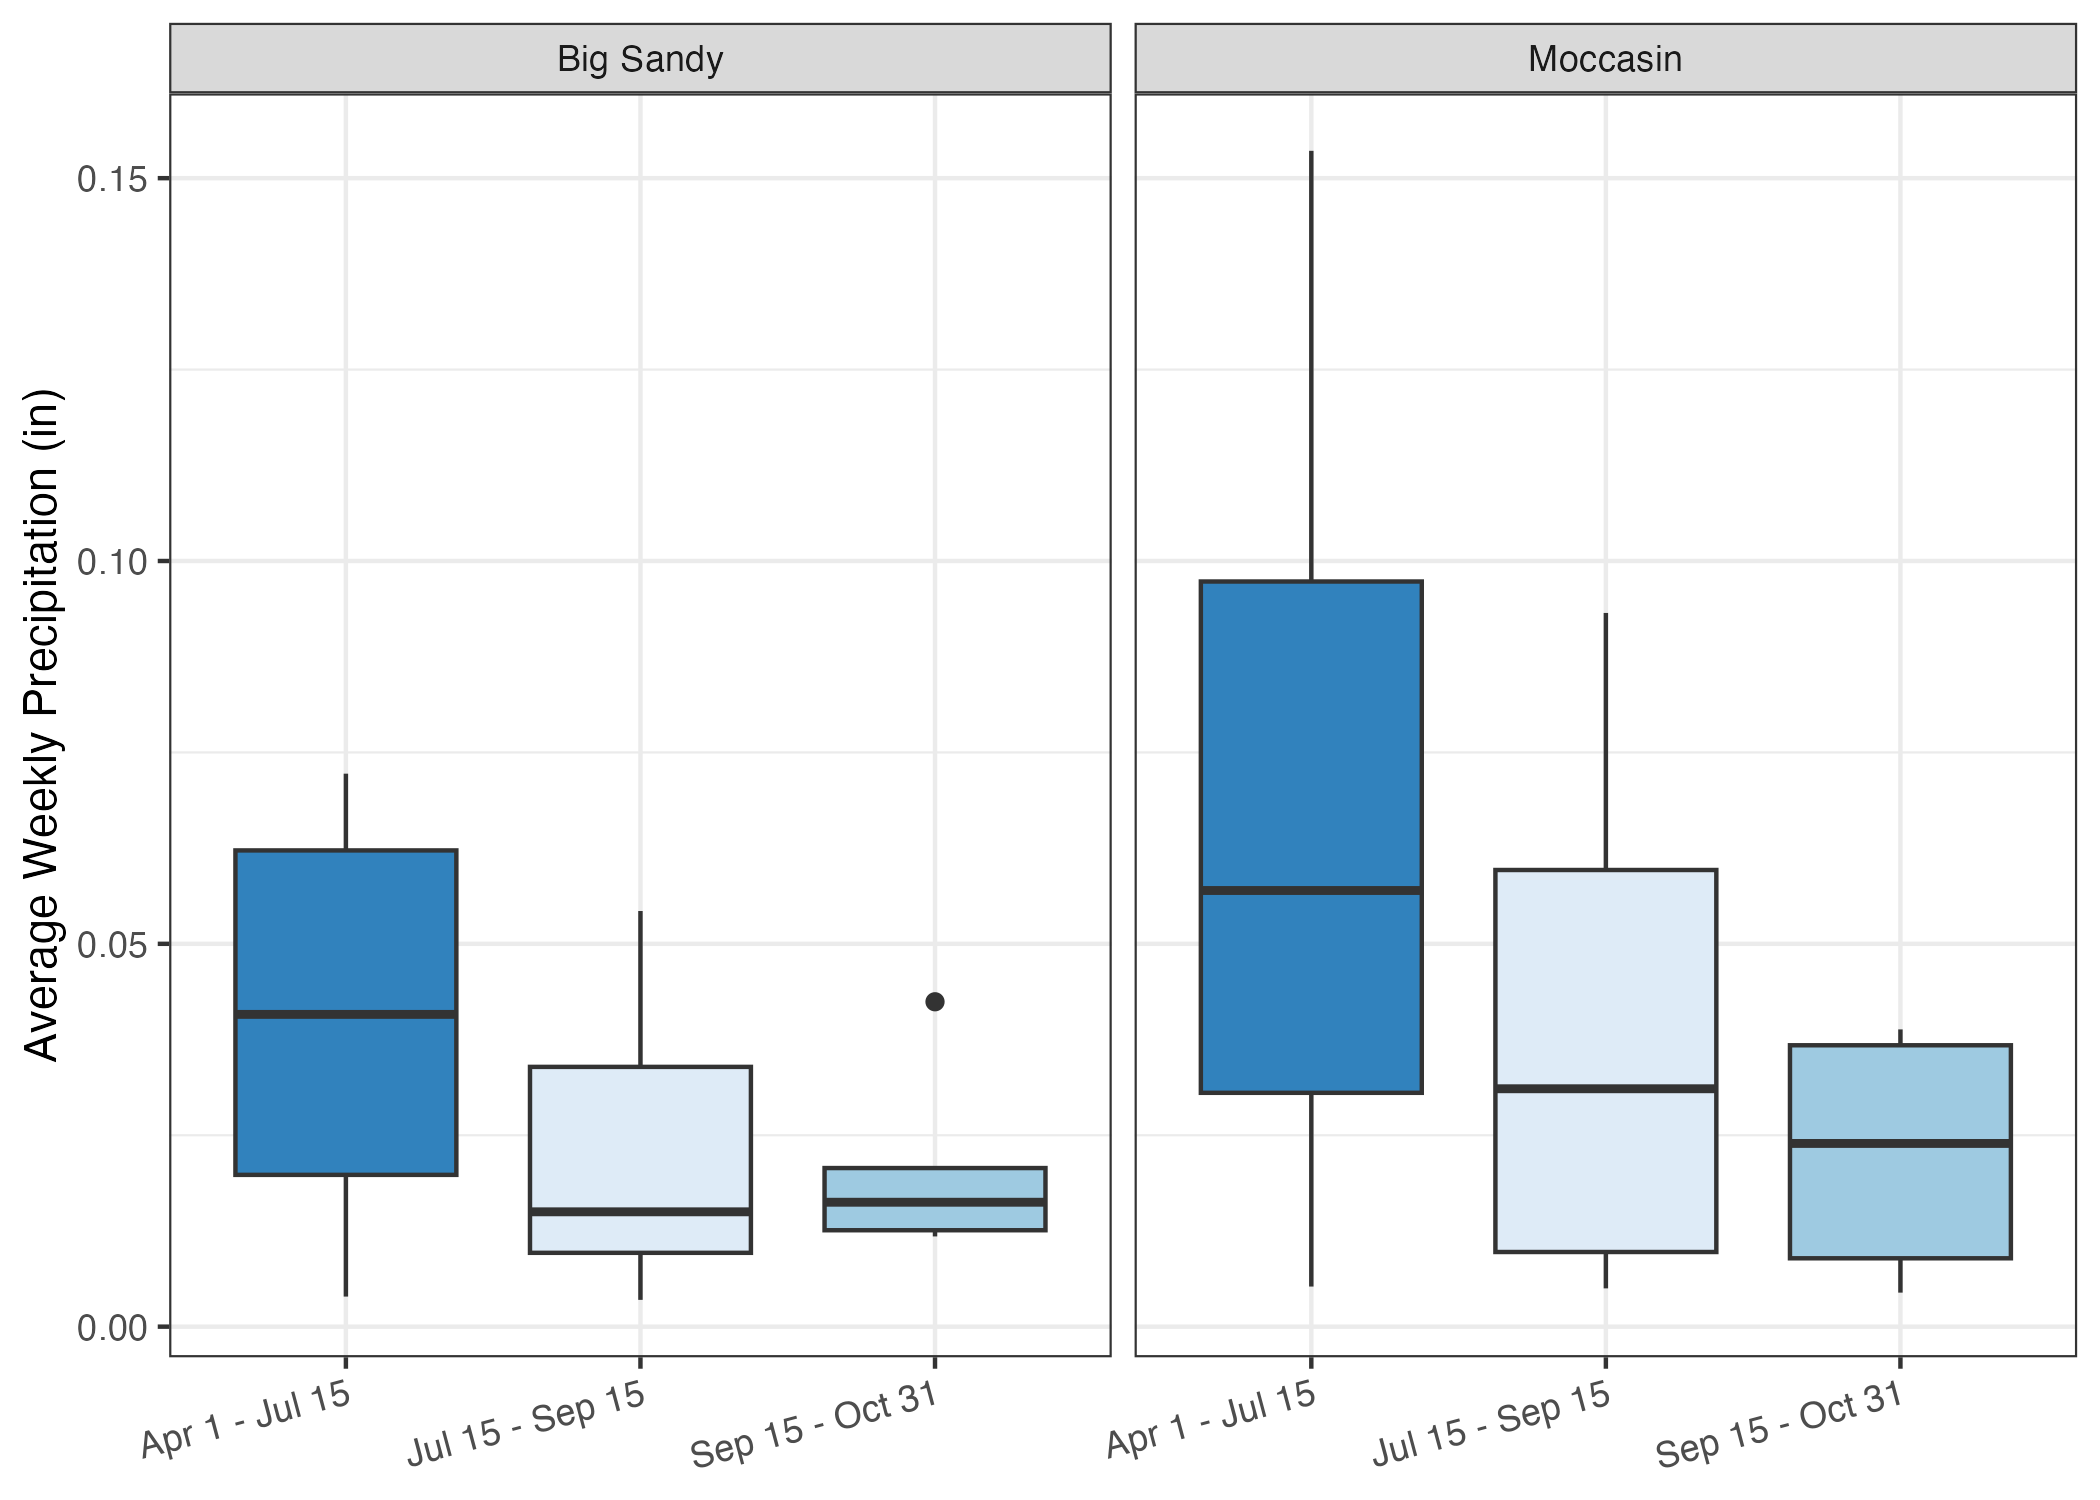 Big Sandy
Moccasin
Average Weekly Precipitation (in)
0.15
0.10
0.05
0.00
Apr 1 - Jul 15
Jul 15 - Sep 15
Sep 15 - Oct 31
Apr 1 - Jul 15
Jul 15 - Sep 15
Sep 15 - Oct 31